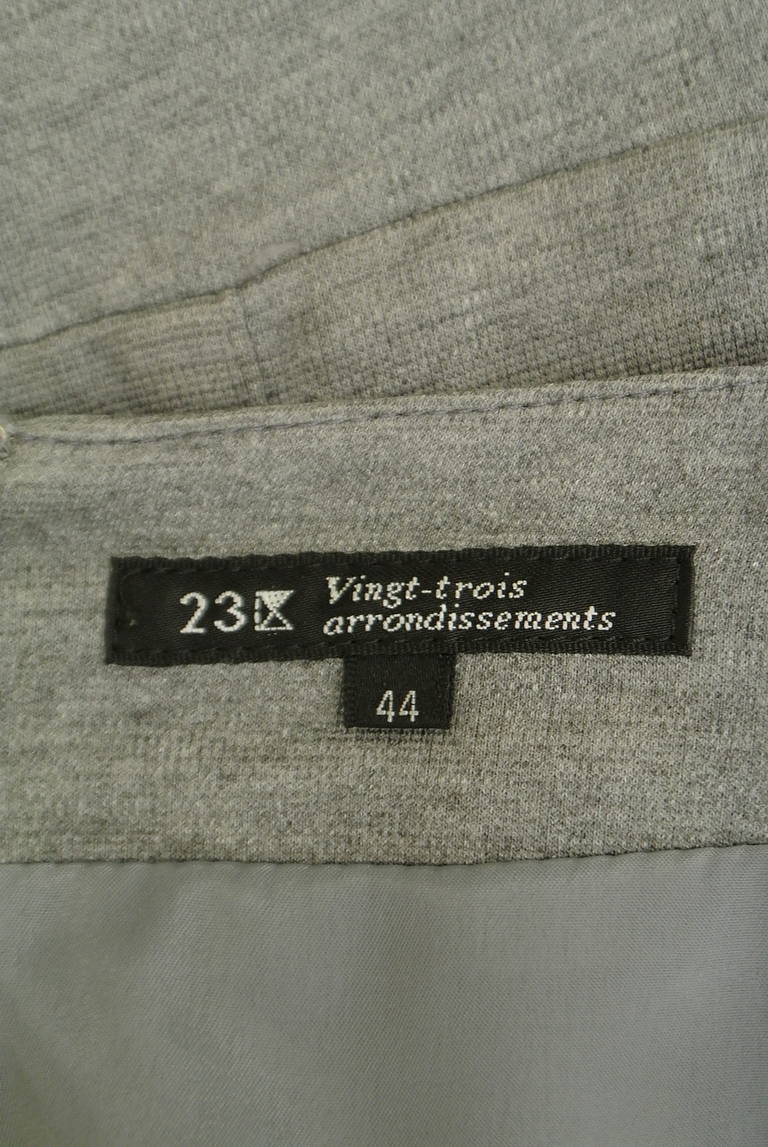 23区 Vingt-trois
arrondissements
44